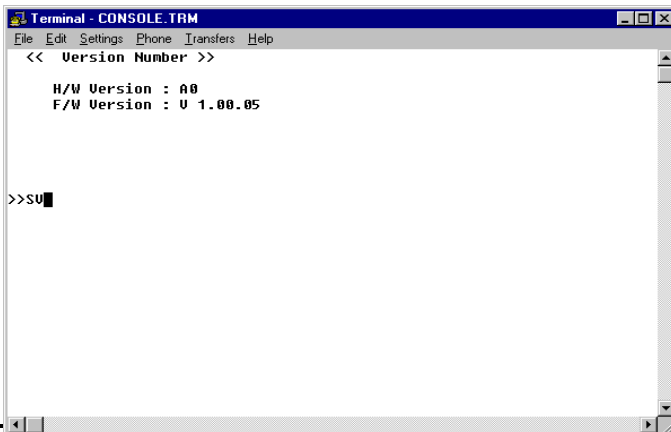 Terminal - CONSOLE.TRM
File Edit Settings Phone Transfers Help
<< Version Number >>
H/W Version : A0
F/W Version : V 1.00.05
>>SV